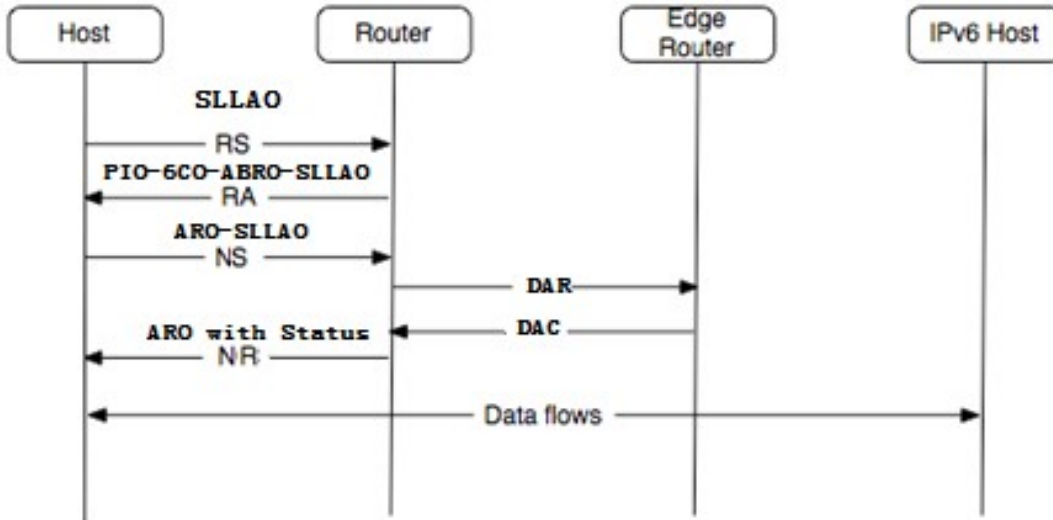 Host
Router
Edge
Router
IPv6 Host
SLLAO
RS
PIO-6CO-ABRO-SLLAO
RA
ARO-SLLAO
NS
DAR
DAC
ARO with Status
NR
Data flows